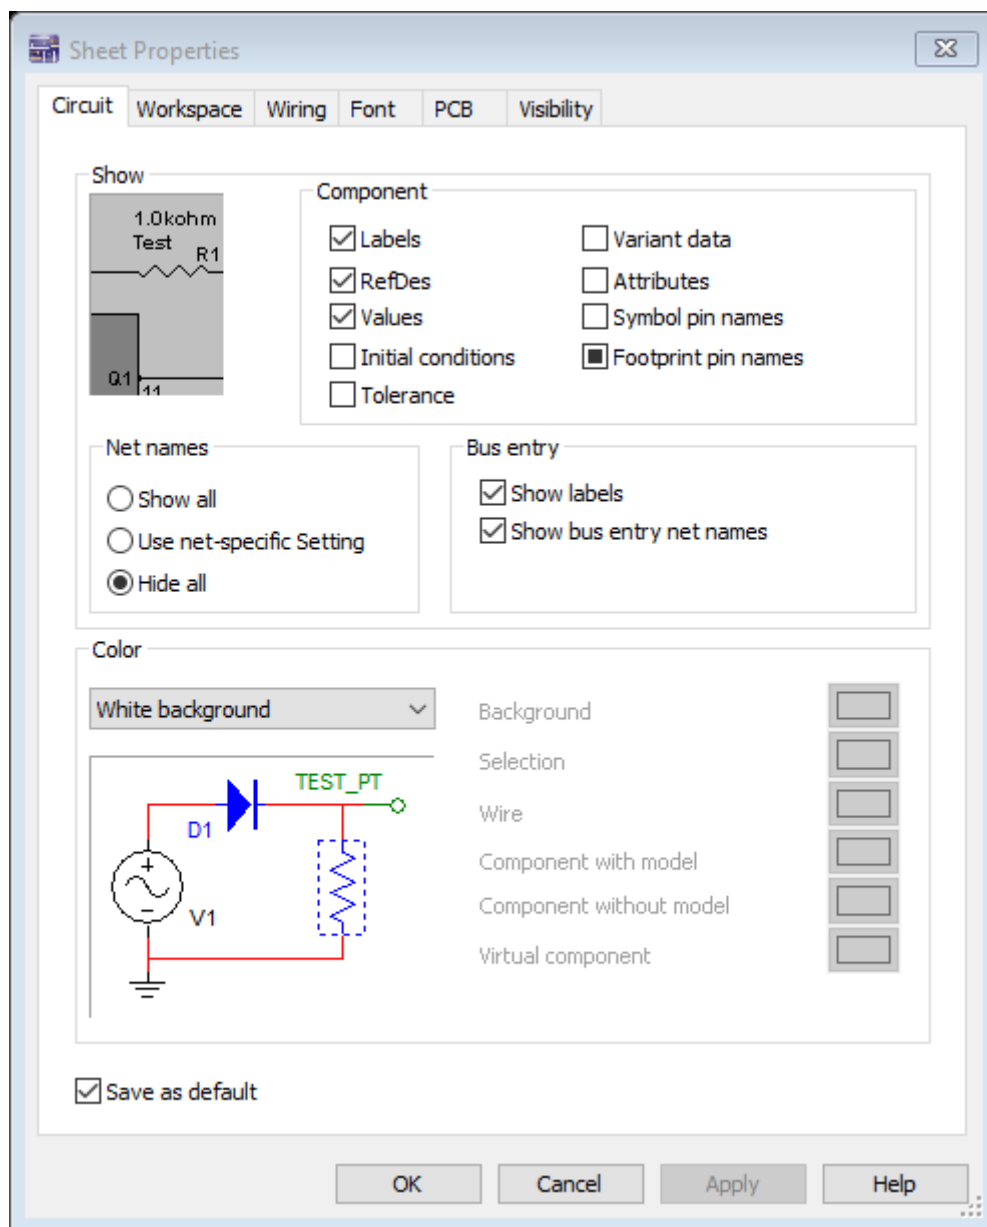 Sheet Properties
Circuit Workspace Wiring Font PCB Visibility
Show
1.0kohm
Test
R1
Q1
11
Component
Labels
RefDes
Values
Initial conditions
Tolerance
Variant data
Attributes
Symbol pin names
Footprint pin names
Net names
Show all
Use net-specific Setting
Hide all
Bus entry
Show labels
Show bus entry net names
Color
White background
TEST_PT
D1
V1
Background
Selection
Wire
Component with model
Component without model
Virtual component
Save as default
OK Cancel Apply Help